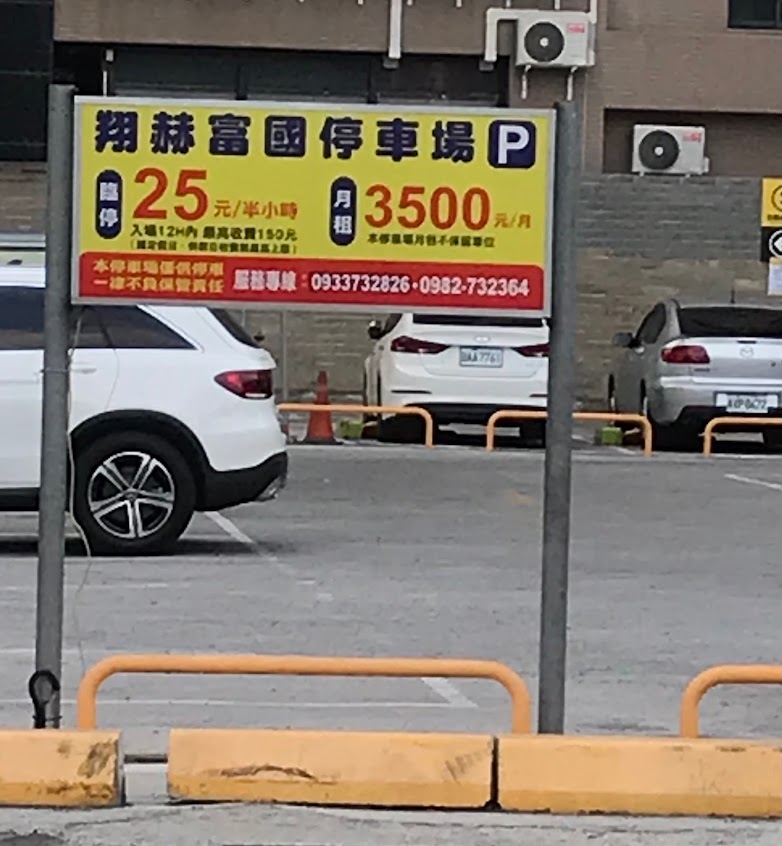 翔赫富國停車場 P
臨停 25元/半小時
入場12H內 最高收費150元
月租 3500元/月
本停車場月租不保留車位
本停車場僅供停車
一律不負保管責任
服務專線：0933732826・0982-732364